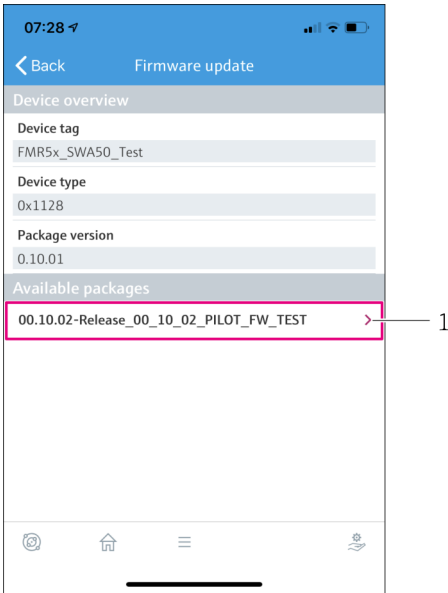 07:28
Back
Firmware update
Device overview
Device tag
FMR5x_SWA50_Test
Device type
0x1128
Package version
0.10.01
Available packages
00.10.02-Release_00_10_02_PILOT_FW_TEST
1